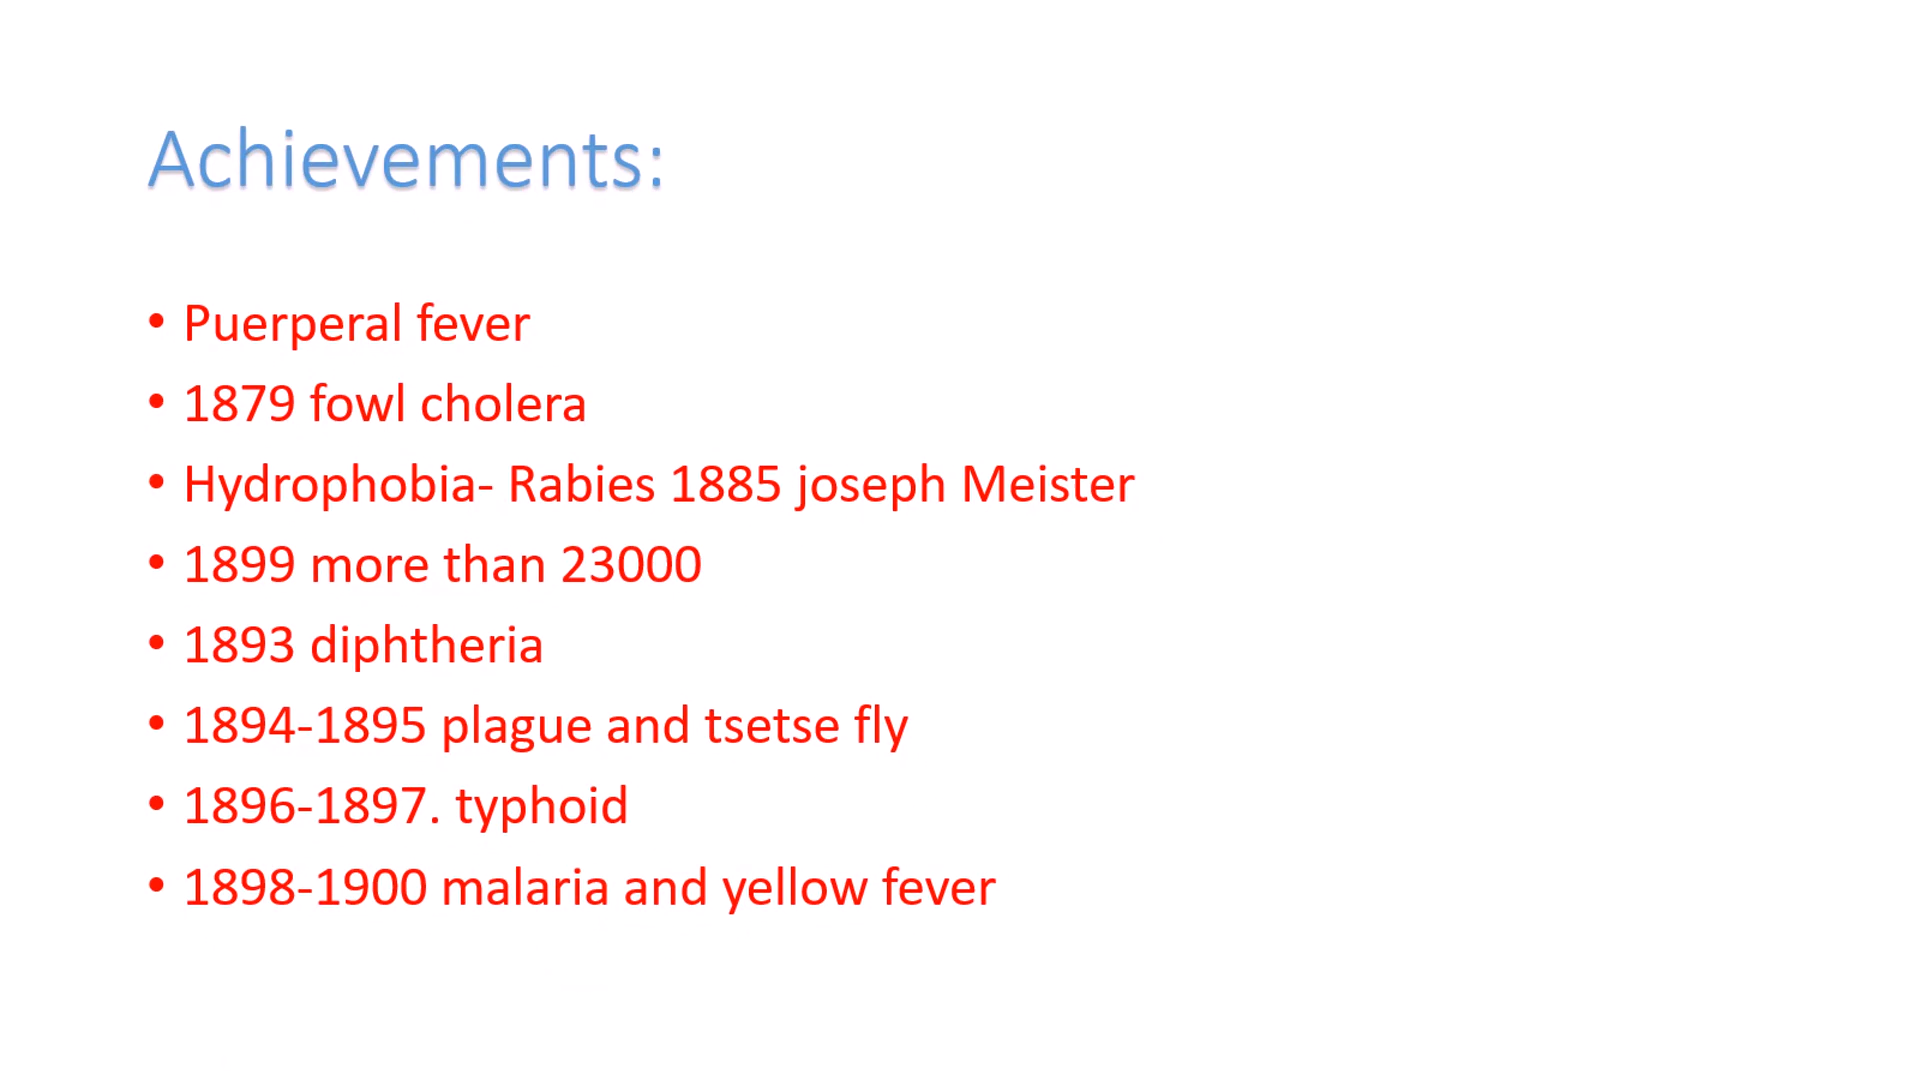 Achievements:
• Puerperal fever
• 1879 fowl cholera
• Hydrophobia- Rabies 1885 joseph Meister
• 1899 more than 23000
• 1893 diphtheria
• 1894-1895 plague and tsetse fly
• 1896-1897. typhoid
• 1898-1900 malaria and yellow fever